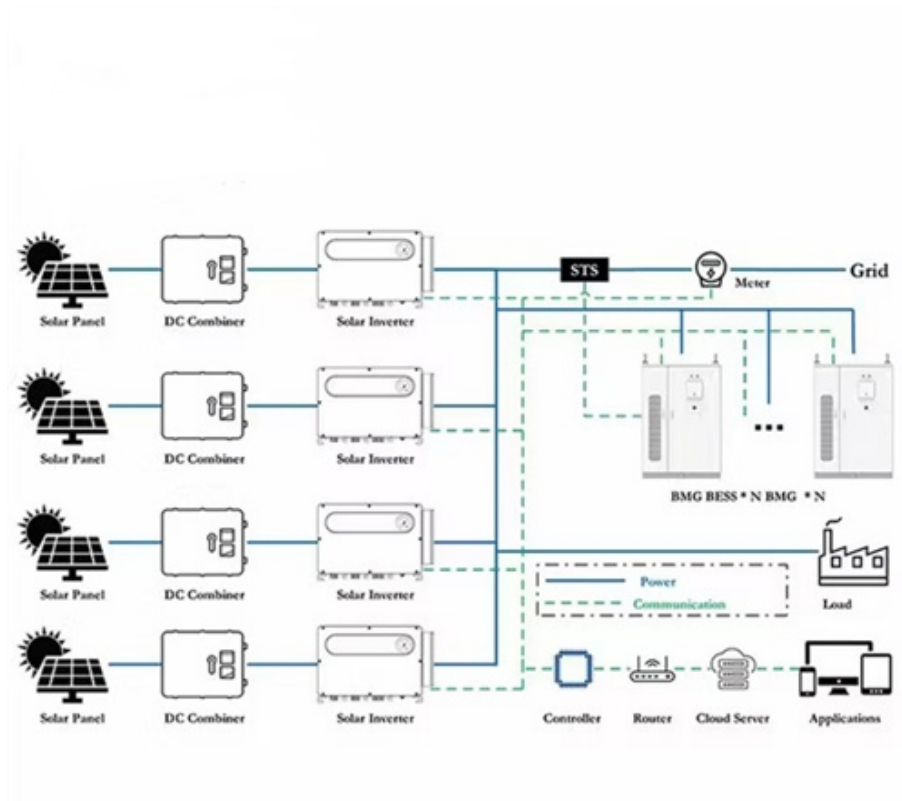 STS
Grid
Meter
Solar Panel DC Combiner Solar Inverter
Solar Panel DC Combiner Solar Inverter
BMG BESS * N BMG * N
Solar Panel DC Combiner Solar Inverter
Power
Communication
Load
Solar Panel DC Combiner Solar Inverter
Controller Router Cloud Server Applications